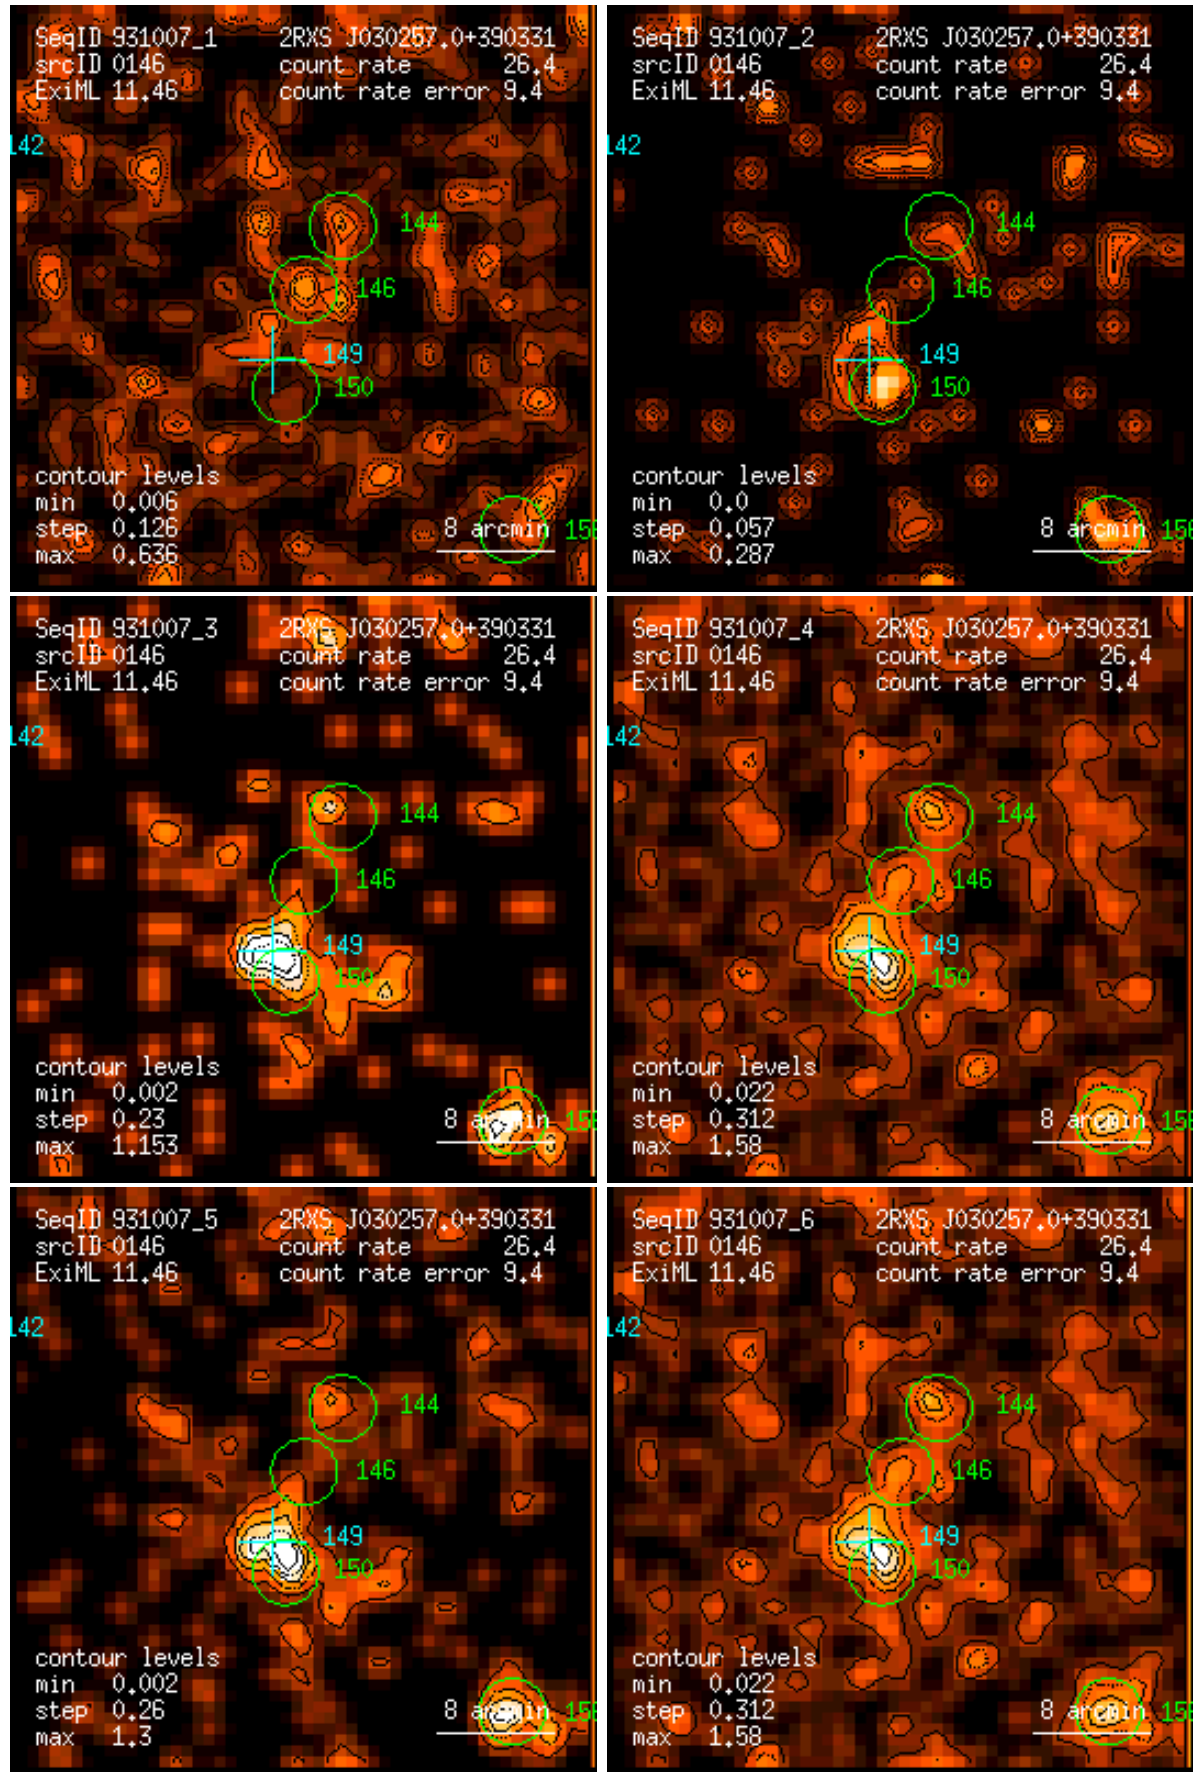 SeqID 931007_1 2RXS J030257.0+390331
srcID 0146 count rate 26.4
ExiML 11.46 count rate error 9.4
142
144
146
149
150
contour levels
min 0.006
step 0.126
max 0.636
8 arcmin 156
SeqID 931007_2 2RXS J030257.0+390331
srcID 0146 count rate 26.4
ExiML 11.46 count rate error 9.4
142
144
146
149
150
contour levels
min 0.0
step 0.057
max 0.287
8 arcmin 156
SeqID 931007_3 2RXS J030257.0+390331
srcID 0146 count rate 26.4
ExiML 11.46 count rate error 9.4
142
144
146
149
150
contour levels
min 0.002
step 0.23
max 1.153
8 arcmin 156
SeqID 931007_4 2RXS J030257.0+390331
srcID 0146 count rate 26.4
ExiML 11.46 count rate error 9.4
142
144
146
149
150
contour levels
min 0.022
step 0.312
max 1.58
8 arcmin 156
SeqID 931007_5 2RXS J030257.0+390331
srcID 0146 count rate 26.4
ExiML 11.46 count rate error 9.4
142
144
146
149
150
contour levels
min 0.002
step 0.26
max 1.3
8 arcmin 156
SeqID 931007_6 2RXS J030257.0+390331
srcID 0146 count rate 26.4
ExiML 11.46 count rate error 9.4
142
144
146
149
150
contour levels
min 0.022
step 0.312
max 1.58
8 arcmin 156